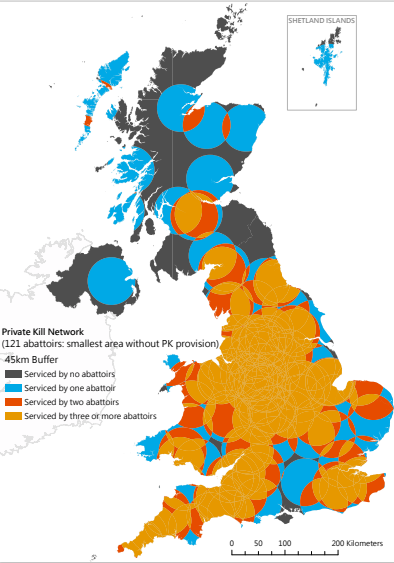 SHETLAND ISLANDS
Private Kill Network
(121 abattoirs: smallest area without PK provision)
45km Buffer
Serviced by no abattoirs
Serviced by one abattoir
Serviced by two abattoirs
Serviced by three or more abattoirs
0 50 100 200 Kilometers